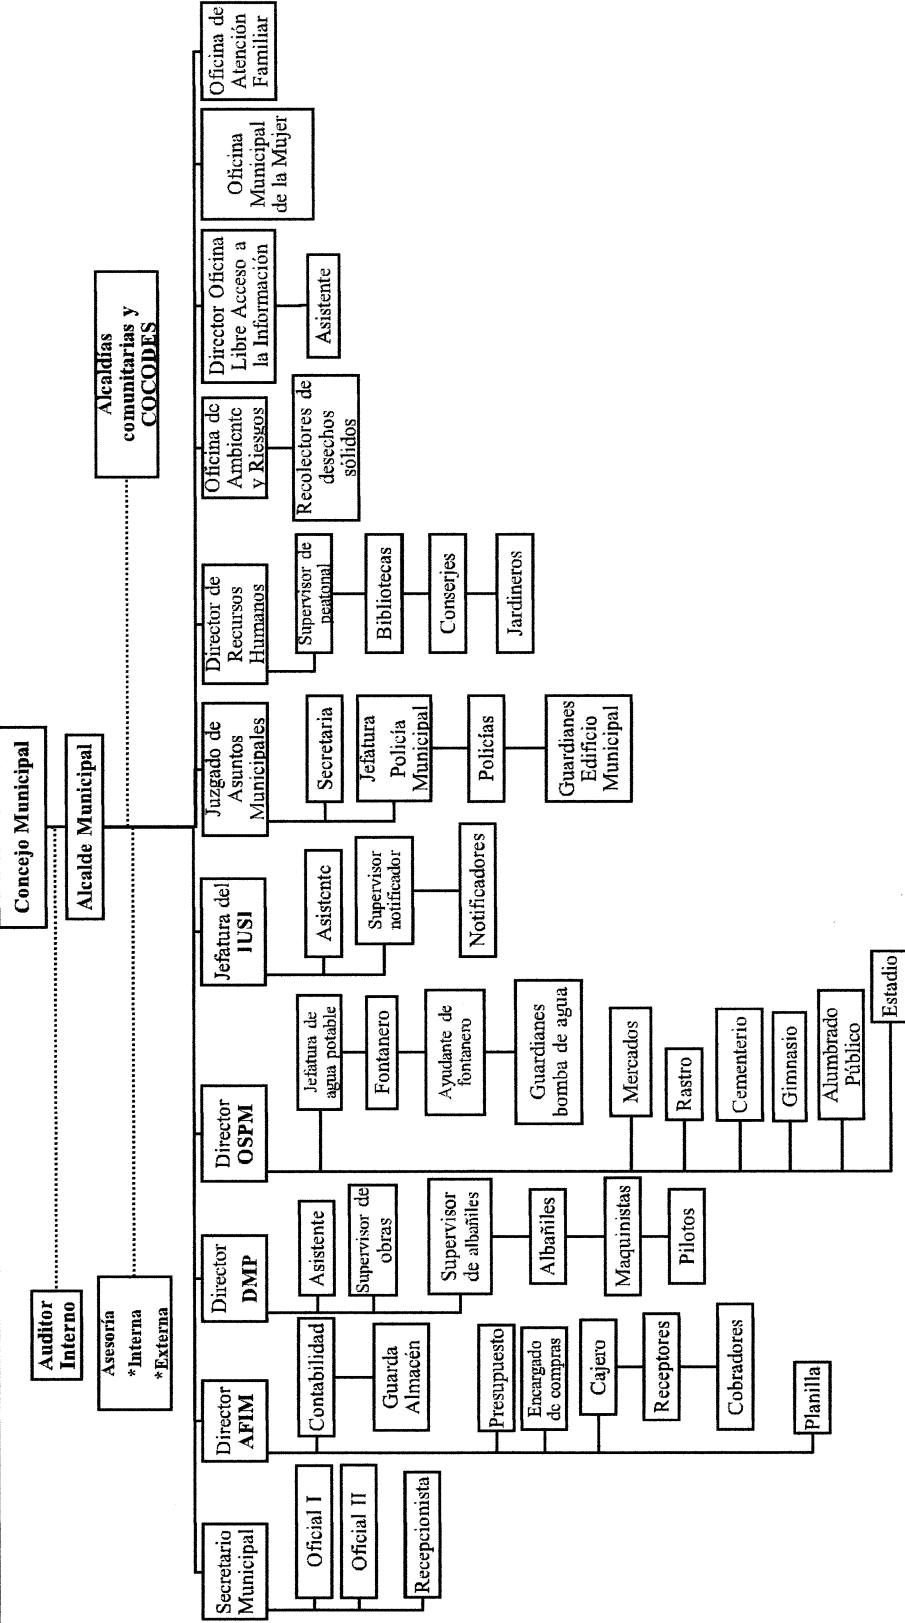 Concejo Municipal
Alcalde Municipal
Auditor
Interno
Asesoría
*Interna
*Externa
Alcaldías
comunitarias y
COCODES
Secretario
Municipal
Oficial I
Oficial II
Recepcionista
Director
AFIM
Contabilidad
Guarda
Almacén
Presupuesto
Encargado
de compras
Cajero
Receptores
Cobradores
Planilla
Director
DMP
Asistente
Supervisor de
obras
Supervisor
de albañiles
Albañiles
Maquinistas
Pilotos
Director
OSPM
Jefatura de
agua potable
Fontanero
Ayudante de
fontanero
Guardianes
bomba de agua
Mercados
Rastro
Cementerio
Gimnasio
Alumbrado
Público
Estadio
Jefatura del
IUSI
Asistente
Supervisor
notificador
Notificadores
Juzgado de
Asuntos
Municipales
Secretaria
Jefatura
Policía
Municipal
Policías
Guardianes
Edificio
Municipal
Director de
Recursos
Humanos
Supervisor de
peatonal
Bibliotecas
Conserjes
Jardineros
Oficina de
Ambiente
y Riesgos
Recolectores de
desechos
sólidos
Director Oficina
Libre Acceso a
la Información
Asistente
Oficina
Municipal
de la Mujer
Oficina de
Atención
Familiar